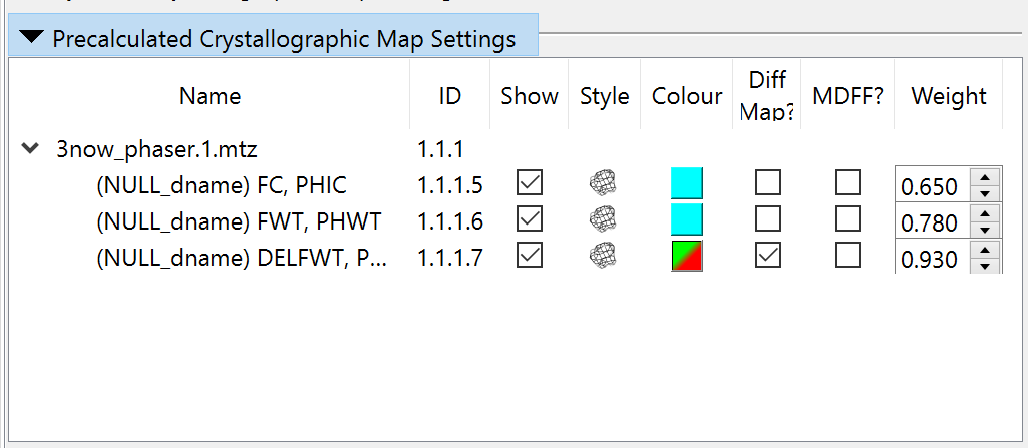 Precalculated Crystallographic Map Settings
Name ID Show Style Colour Diff Map? MDFF? Weight
3now_phaser.1.mtz 1.1.1
(NULL_dname) FC, PHIC 1.1.1.5 0.650
(NULL_dname) FWT, PHWT 1.1.1.6 0.780
(NULL_dname) DELFWT, P... 1.1.1.7 0.930